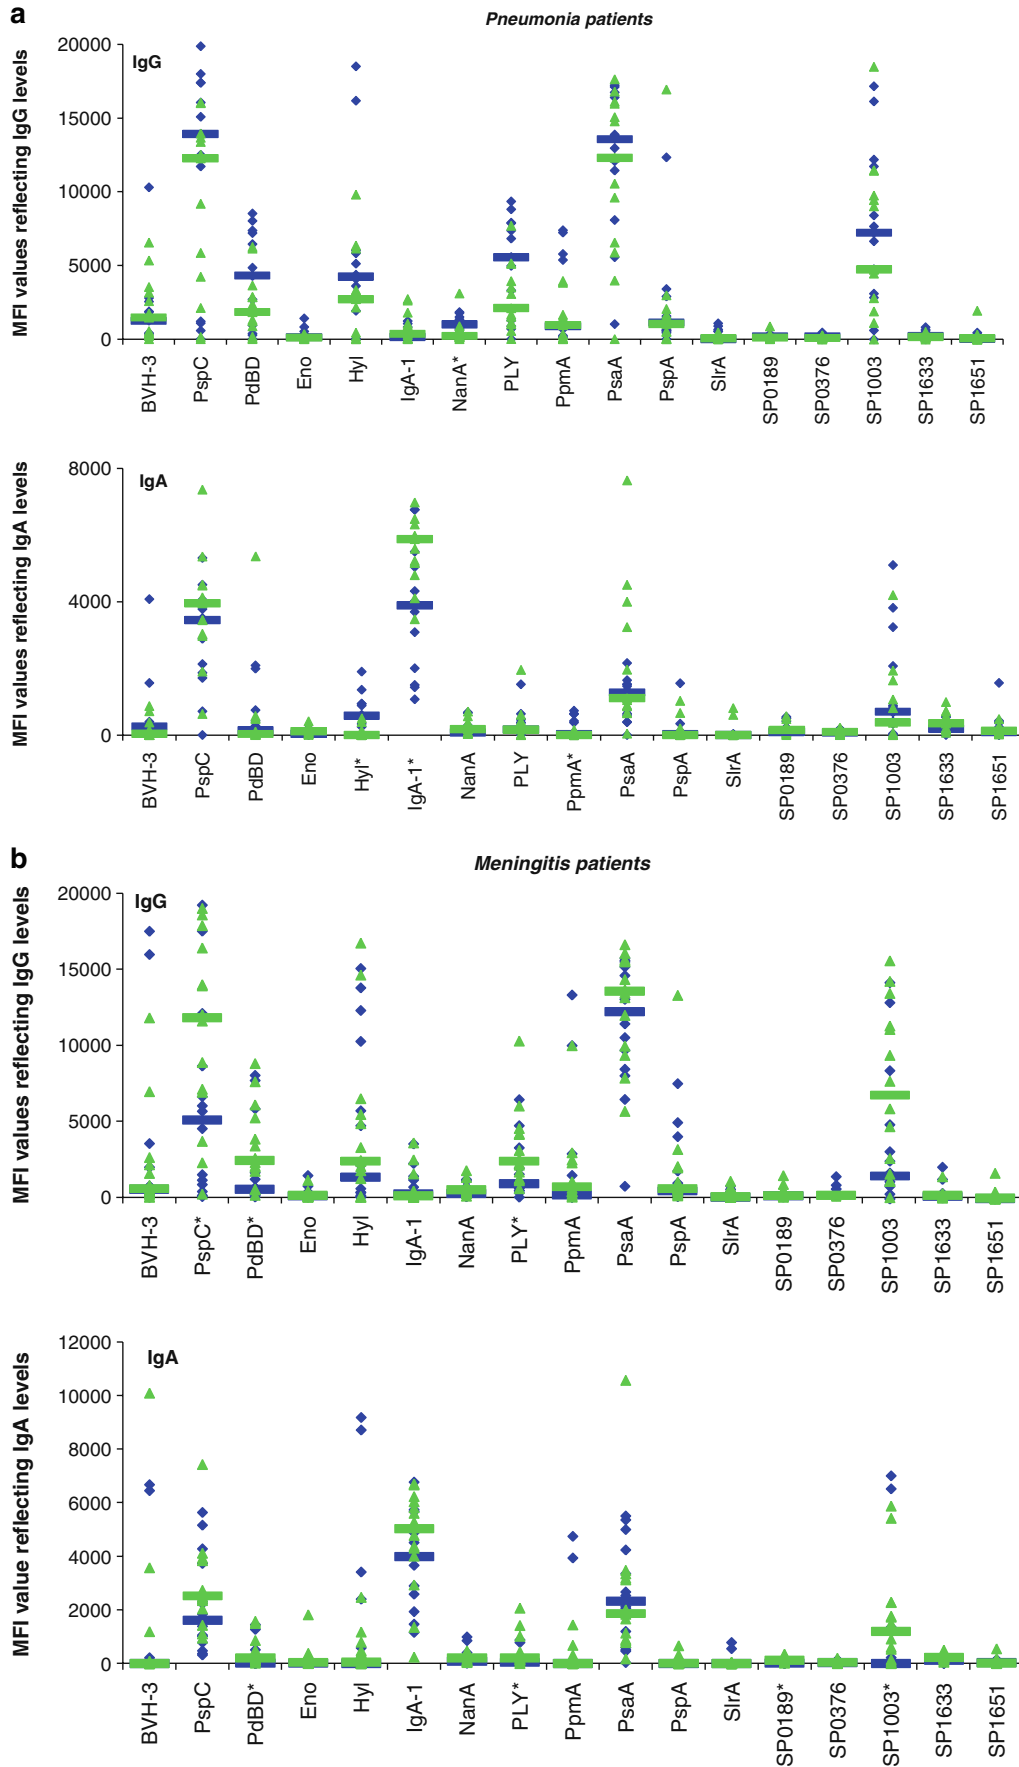 a
Pneumonia patients
IgG
MFI values reflecting IgG levels
20000
15000
10000
5000
0
BVH-3
PspC
PdBD
Eno
Hyl
IgA-1
NanA*
PLY
PpmA
PsaA
PspA
SlrA
SP0189
SP0376
SP1003
SP1633
SP1651
IgA
MFI values reflecting IgA levels
8000
4000
0
BVH-3
PspC
PdBD
Eno
Hyl*
IgA-1*
NanA
PLY
PpmA*
PsaA
PspA
SlrA
SP0189
SP0376
SP1003
SP1633
SP1651
b
Meningitis patients
IgG
MFI values reflecting IgG levels
20000
15000
10000
5000
0
BVH-3
PspC*
PdBD*
Eno
Hyl
IgA-1
NanA
PLY*
PpmA
PsaA
PspA
SlrA
SP0189
SP0376
SP1003
SP1633
SP1651
IgA
MFI value reflecting IgA levels
12000
10000
8000
6000
4000
2000
0
BVH-3
PspC
PdBD*
Eno
Hyl
IgA-1
NanA
PLY*
PpmA
PsaA
PspA
SlrA
SP0189*
SP0376
SP1003*
SP1633
SP1651